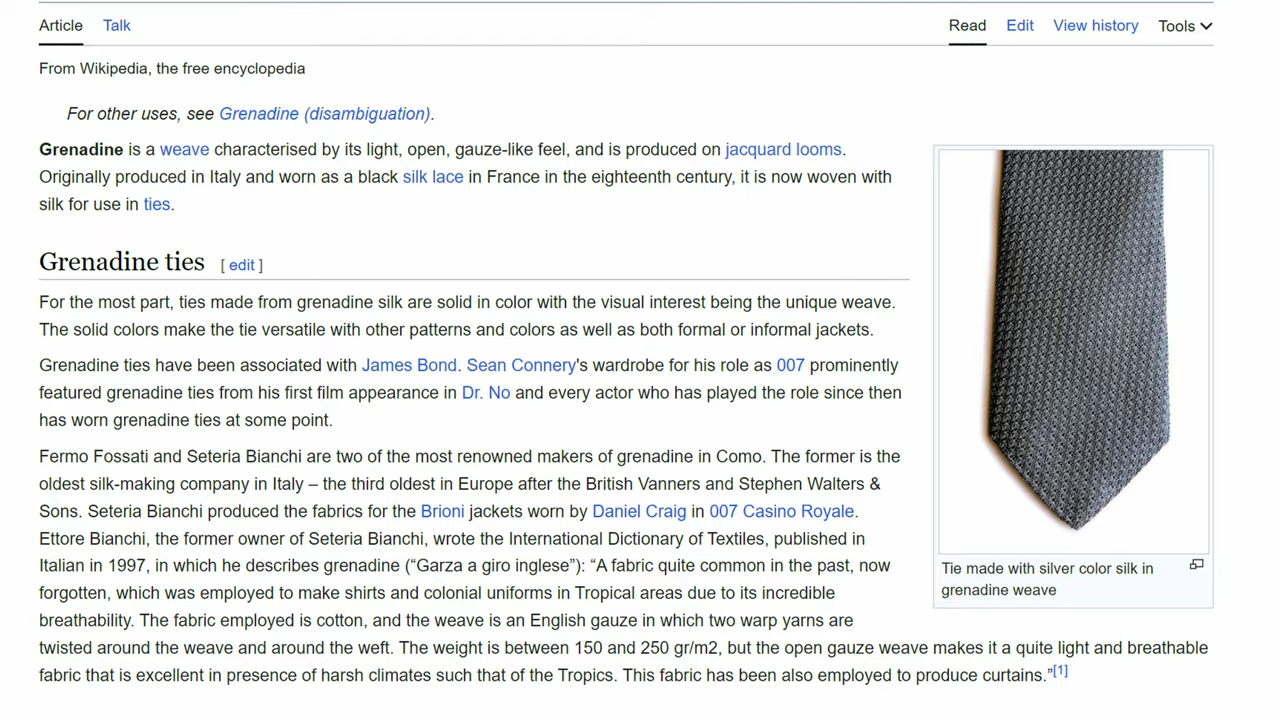 Article Talk Read Edit View history Tools
From Wikipedia, the free encyclopedia
For other uses, see Grenadine (disambiguation).
Grenadine is a weave characterised by its light, open, gauze-like feel, and is produced on jacquard looms.
Originally produced in Italy and worn as a black silk lace in France in the eighteenth century, it is now woven with
silk for use in ties.
Grenadine ties [ edit ]
For the most part, ties made from grenadine silk are solid in color with the visual interest being the unique weave.
The solid colors make the tie versatile with other patterns and colors as well as both formal or informal jackets.
Grenadine ties have been associated with James Bond. Sean Connery's wardrobe for his role as 007 prominently
featured grenadine ties from his first film appearance in Dr. No and every actor who has played the role since then
has worn grenadine ties at some point.
Fermo Fossati and Seteria Bianchi are two of the most renowned makers of grenadine in Como. The former is the
oldest silk-making company in Italy – the third oldest in Europe after the British Vanners and Stephen Walters &
Sons. Seteria Bianchi produced the fabrics for the Brioni jackets worn by Daniel Craig in 007 Casino Royale.
Ettore Bianchi, the former owner of Seteria Bianchi, wrote the International Dictionary of Textiles, published in
Italian in 1997, in which he describes grenadine (“Garza a giro inglese”): “A fabric quite common in the past, now
forgotten, which was employed to make shirts and colonial uniforms in Tropical areas due to its incredible
breathability. The fabric employed is cotton, and the weave is an English gauze in which two warp yarns are
twisted around the weave and around the weft. The weight is between 150 and 250 gr/m2, but the open gauze weave makes it a quite light and breathable
fabric that is excellent in presence of harsh climates such that of the Tropics. This fabric has been also employed to produce curtains.”[1]
Tie made with silver color silk in
grenadine weave